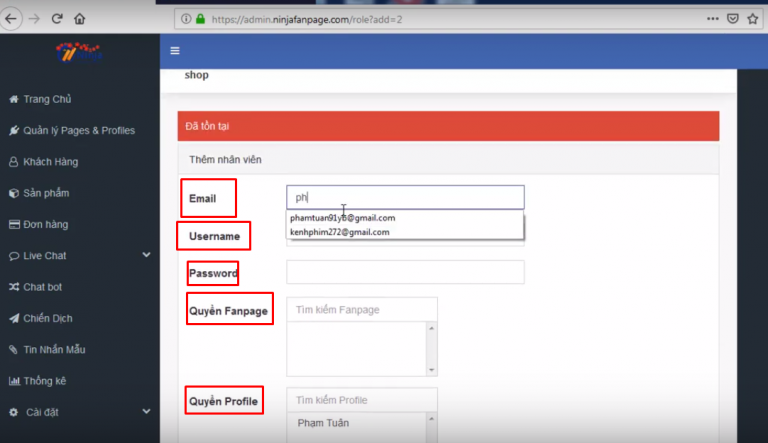 https://admin.ninjafanpage.com/role?add=2
shop
Trang Chủ
Quản lý Pages & Profiles
Khách Hàng
Sản phẩm
Đơn hàng
Live Chat
Chat bot
Chiến Dịch
Tin Nhắn Mẫu
Thống kê
Cài đặt
Đã tồn tại
Thêm nhân viên
Email
ph
phamtuan91yb@gmail.com
kenhphim272@gmail.com
Username
Password
Quyền Fanpage
Tìm kiếm Fanpage
Quyền Profile
Tìm kiếm Profile
Phạm Tuân